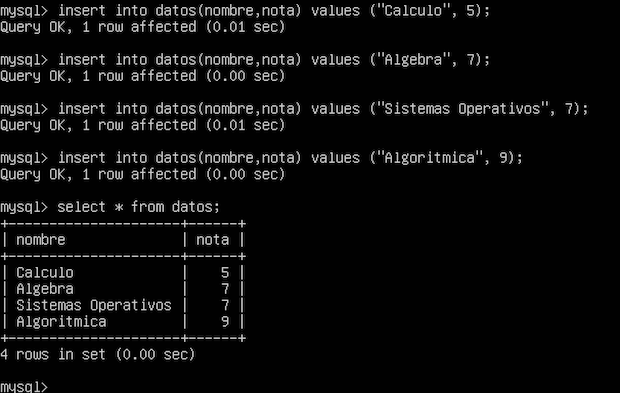 mysql> insert into datos(nombre,nota) values ("Calculo", 5);
Query OK, 1 row affected (0.01 sec)
mysql> insert into datos(nombre,nota) values ("Algebra", 7);
Query OK, 1 row affected (0.00 sec)
mysql> insert into datos(nombre,nota) values ("Sistemas Operativos", 7);
Query OK, 1 row affected (0.01 sec)
mysql> insert into datos(nombre,nota) values ("Algoritmica", 9);
Query OK, 1 row affected (0.00 sec)
mysql> select * from datos;
+---------------------+------+
| nombre              | nota |
+---------------------+------+
| Calculo             |    5 |
| Algebra             |    7 |
| Sistemas Operativos |    7 |
| Algoritmica         |    9 |
+---------------------+------+
4 rows in set (0.00 sec)
mysql>